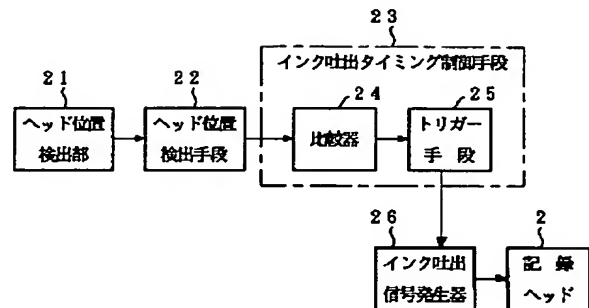 ２３
インク吐出タイミング制御手段
２１
２２
２４
２５
ヘッド位置
検出部
ヘッド位置
検出手段
比較器
トリガー
手　段
２６
２
インク吐出
信号発生器
記　録
ヘッド